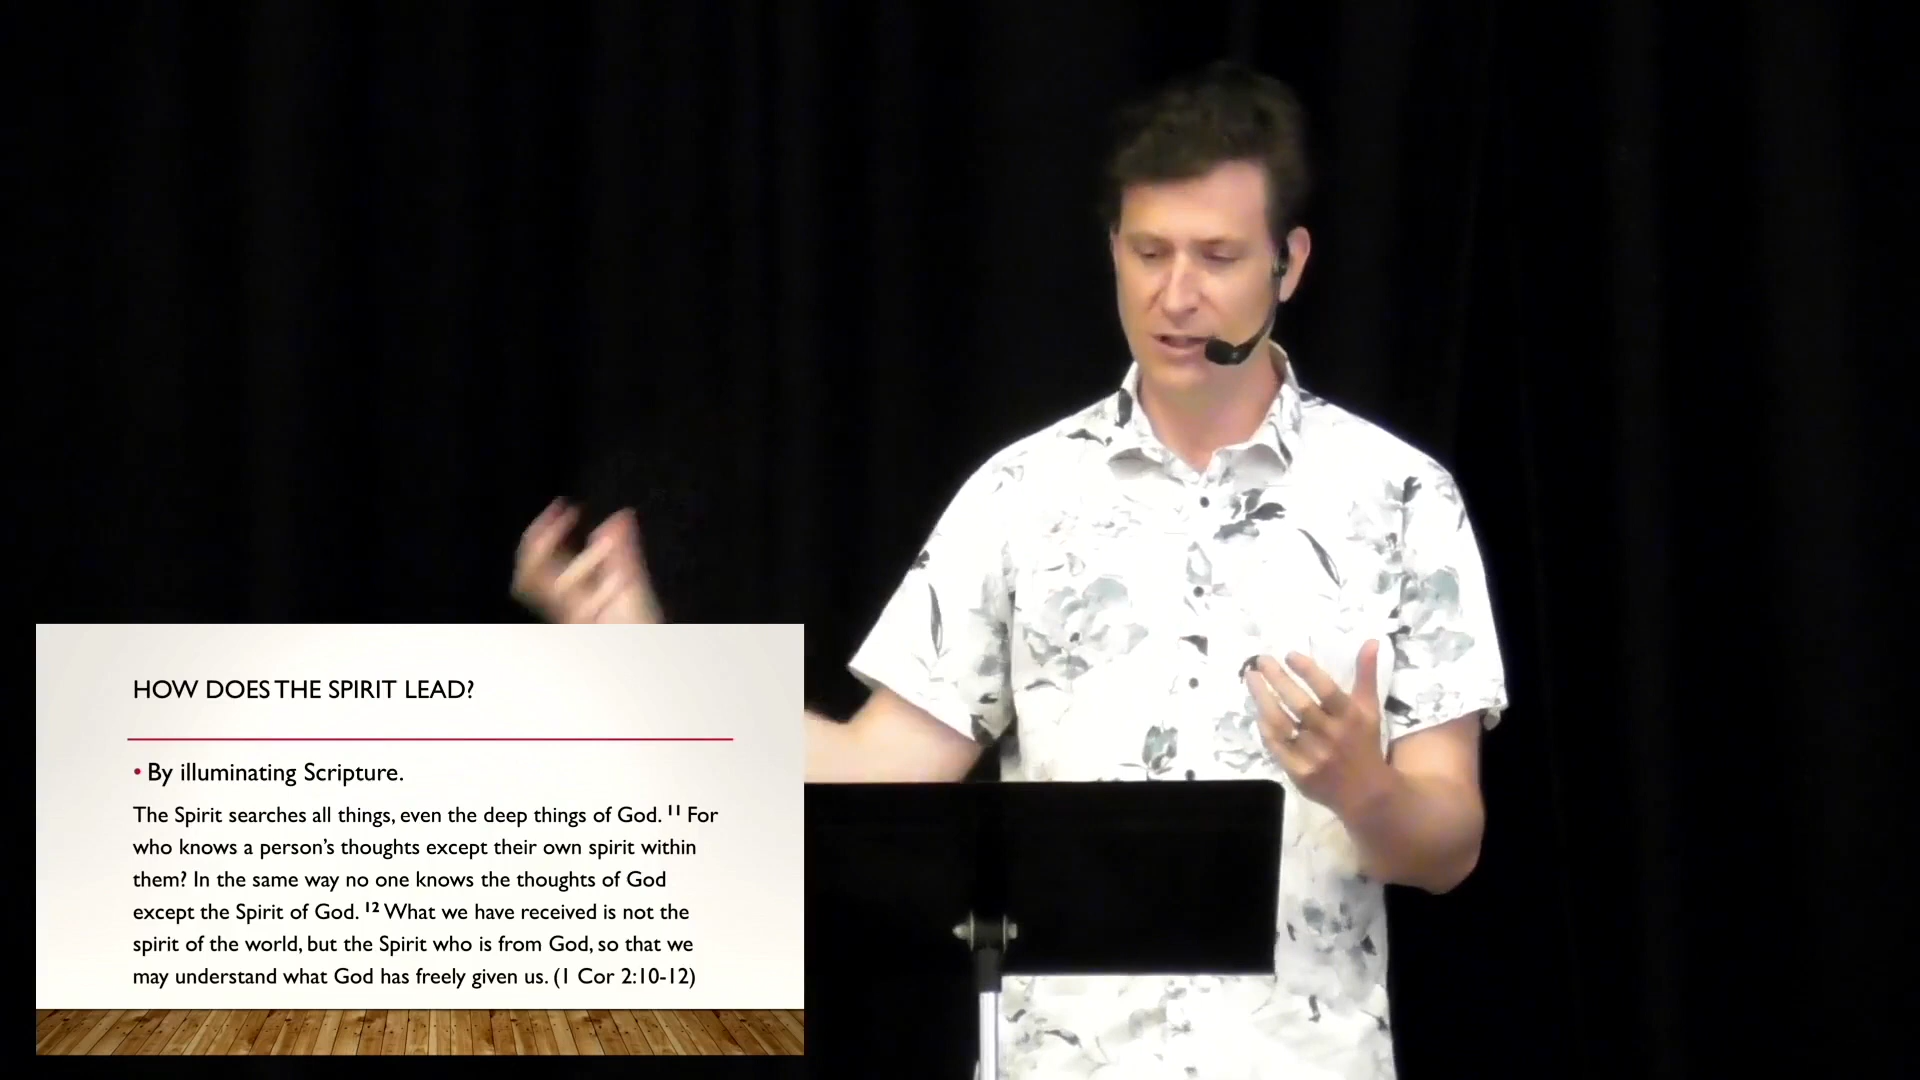 HOW DOES THE SPIRIT LEAD?
• By illuminating Scripture.
The Spirit searches all things, even the deep things of God. ¹¹ For
who knows a person’s thoughts except their own spirit within
them? In the same way no one knows the thoughts of God
except the Spirit of God. ¹² What we have received is not the
spirit of the world, but the Spirit who is from God, so that we
may understand what God has freely given us. (1 Cor 2:10-12)